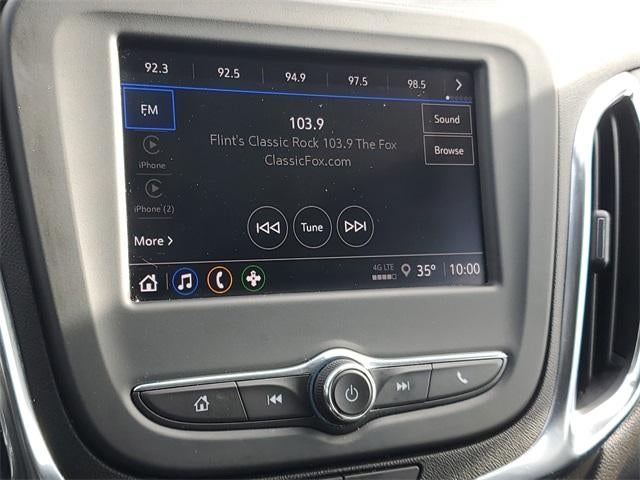 92.3 92.5 94.9 97.5 98.5
FM
103.9
Sound
Flint's Classic Rock 103.9 The Fox
Browse
ClassicFox.com
iPhone
iPhone (2)
Tune
More
4G LTE 35° 10:00